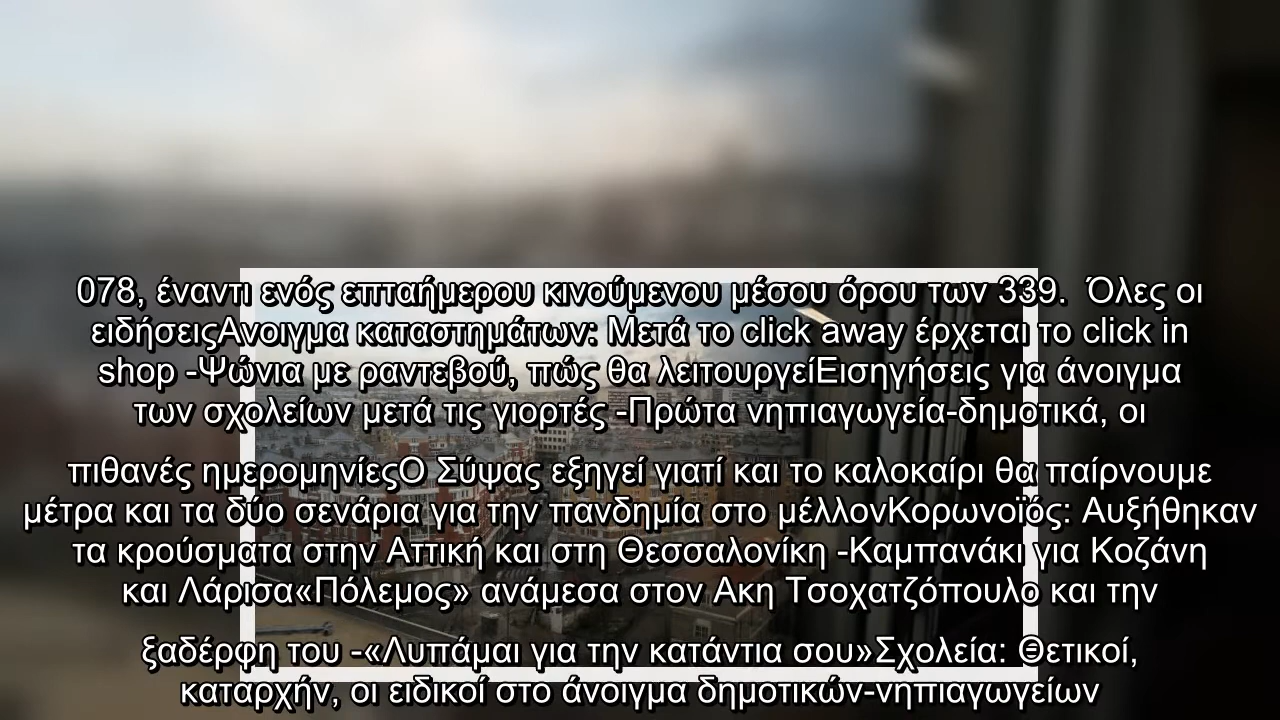 078, έναντι ενός επταήμερου κινούμενου μέσου όρου των 339.  Όλες οι
ειδήσειςΑνοιγμα καταστημάτων: Μετά το click away έρχεται το click in
shop -Ψώνια με ραντεβού, πώς θα λειτουργείΕισηγήσεις για άνοιγμα
των σχολείων μετά τις γιορτές -Πρώτα νηπιαγωγεία-δημοτικά, οι
πιθανές ημερομηνίεςΟ Σύψας εξηγεί γιατί και το καλοκαίρι θα παίρνουμε
μέτρα και τα δύο σενάρια για την πανδημία στο μέλλονΚορωνοϊός: Αυξήθηκαν
τα κρούσματα στην Αττική και στη Θεσσαλονίκη -Καμπανάκι για Κοζάνη
και Λάρισα«Πόλεμος» ανάμεσα στον Ακη Τσοχατζόπουλο και την
ξαδέρφη του -«Λυπάμαι για την κατάντια σου»Σχολεία: Θετικοί,
καταρχήν, οι ειδικοί στο άνοιγμα δημοτικών-νηπιαγωγείων